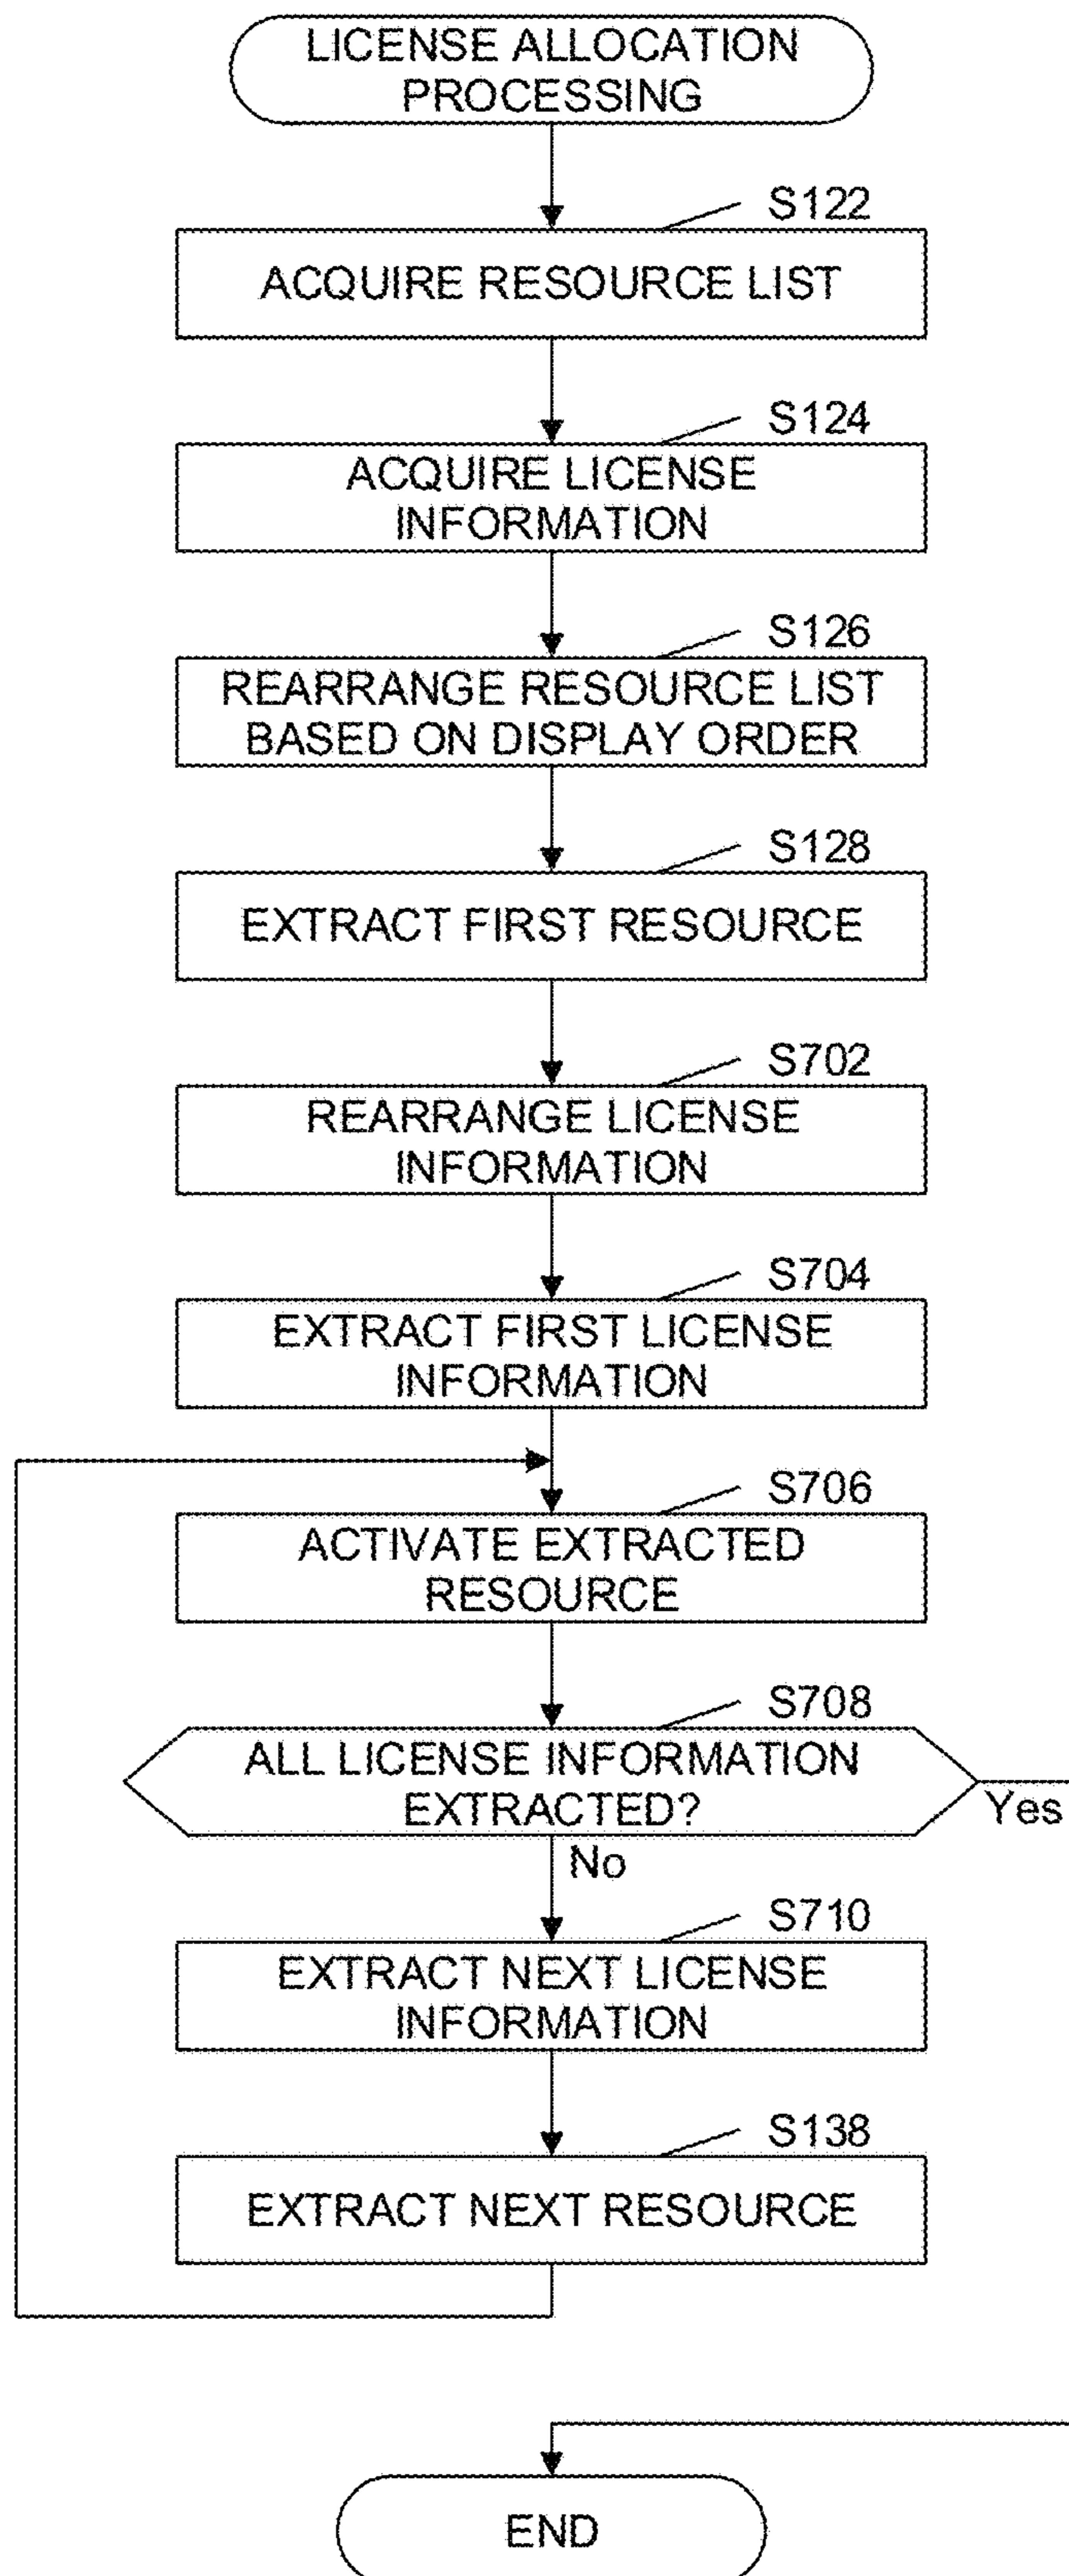 LICENSE ALLOCATION
PROCESSING
S122
ACQUIRE RESOURCE LIST
S124
ACQUIRE LICENSE
INFORMATION
S126
REARRANGE RESOURCE LIST
BASED ON DISPLAY ORDER
S128
EXTRACT FIRST RESOURCE
S702
REARRANGE LICENSE
INFORMATION
S704
EXTRACT FIRST LICENSE
INFORMATION
S706
ACTIVATE EXTRACTED
RESOURCE
S708
ALL LICENSE INFORMATION
EXTRACTED?
Yes
No
S710
EXTRACT NEXT LICENSE
INFORMATION
S138
EXTRACT NEXT RESOURCE
END